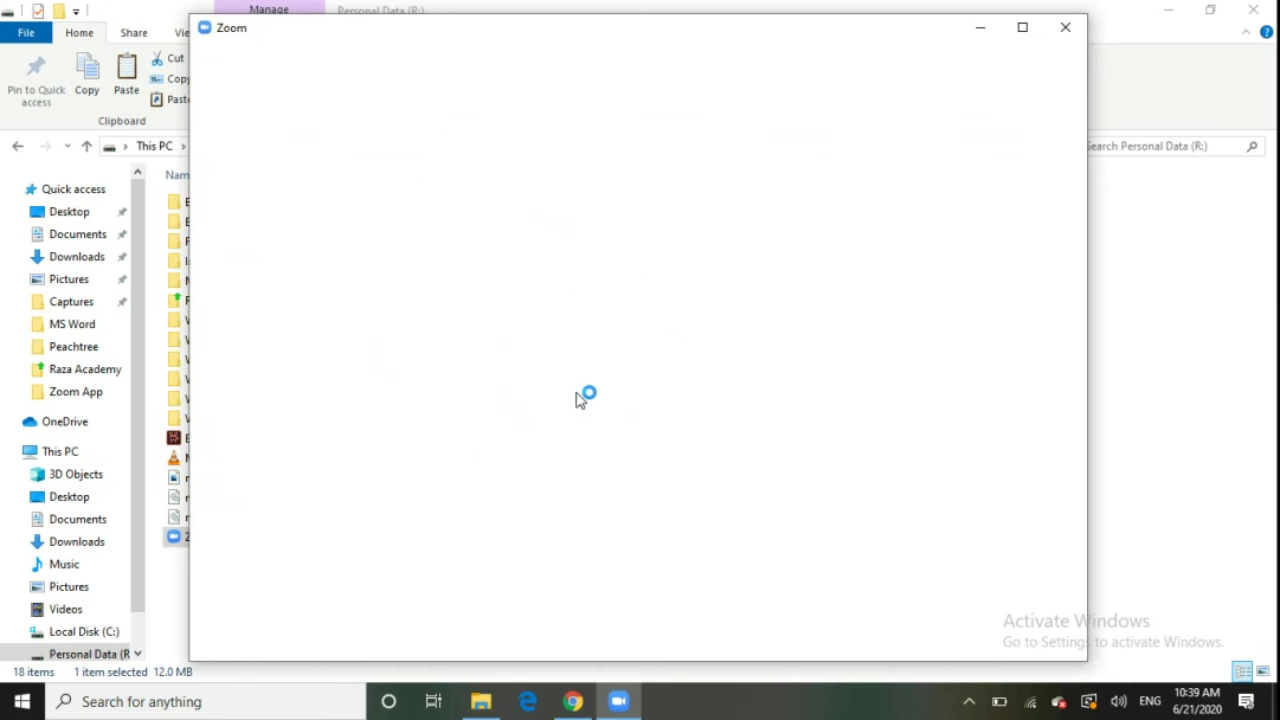 Manage
Personal Data (R:)
File
Home
Share
Zoom
Pin to Quick access
Copy
Paste
Cut
Clipboard
This PC
Search Personal Data (R:)
Quick access
Desktop
Documents
Downloads
Pictures
Captures
MS Word
Peachtree
Raza Academy
Zoom App
OneDrive
This PC
3D Objects
Desktop
Documents
Downloads
Music
Pictures
Videos
Local Disk (C:)
Personal Data (R
Activate Windows
Go to Settings to activate Windows.
18 items
1 item selected 12.0 MB
Search for anything
ENG
10:39 AM
6/21/2020